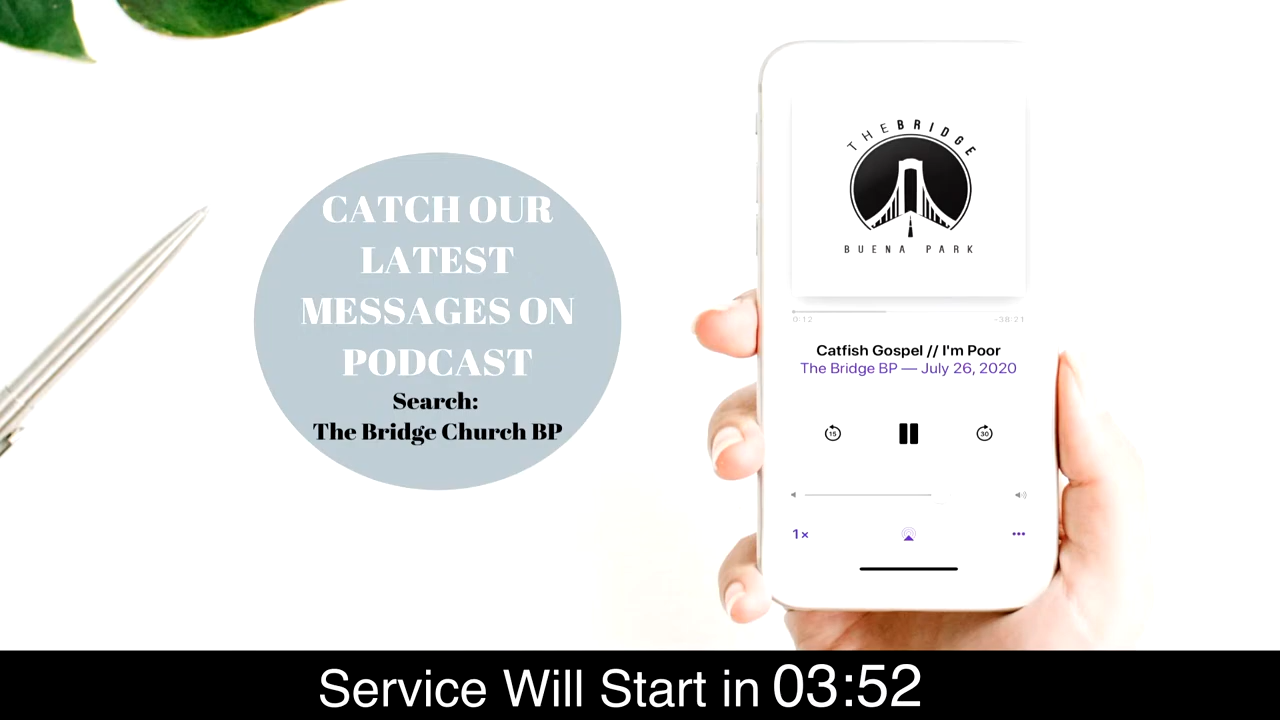 CATCH OUR
LATEST
MESSAGES ON
PODCAST
Search:
The Bridge Church BP
THE BRIDGE
BUENA PARK
0:12
-38:21
Catfish Gospel // I'm Poor
The Bridge BP — July 26, 2020
15
30
1×
Service Will Start in 03:52